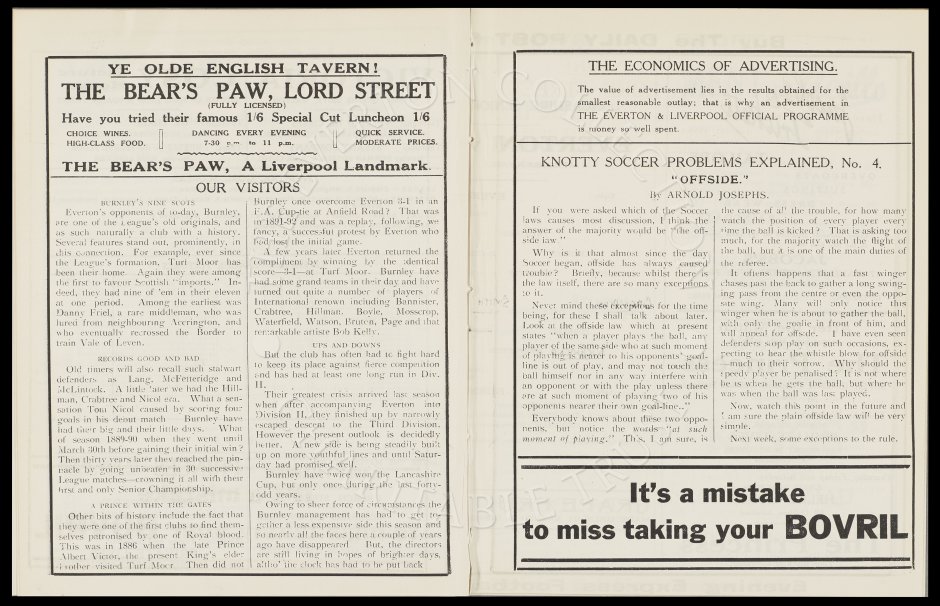 YE OLDE ENGLISH TAVERN!
THE BEAR'S PAW, LORD STREET
(FULLY LICENSED)
Have you tried their famous 1/6 Special Cut Luncheon 1/6
CHOICE WINES.
HIGH-CLASS FOOD.
DANCING EVERY EVENING
7-30 p.m. to 11 p.m.
QUICK SERVICE.
MODERATE PRICES.
THE BEAR'S PAW, A Liverpool Landmark.
OUR VISITORS
BURNLEY'S NINE SCOTS
Everton's opponents of to-day, Burnley,
are one of the League's old originals, and
as such naturally a club with a history.
Several features stand out, prominently, in
this connection. For example, ever since
the League's formation, Turf Moor has
been their home. Again they were among
the first to favour Scottish "imports." In-
deed, they had nine of 'em in their eleven
at one period. Among the earliest was
Danny Friel, a rare middleman, who was
lured from neighbouring Accrington, and
who eventually recrossed the Border to
train Vale of Leven.
RECORDS GOOD AND BAD
Old timers will also recall such stalwart
defenders as Lang, McFetteridge and
McLintock. A little 'ater we had the Hill-
man, Crabtree and Nicol era. What a sen-
sation Tom Nicol caused by scoring four
goals in his debut match. Burnley have
had their big and their little days. What
of season 1889-90 when they went until
March 30th before gaining their initial win?
Then thirty years later they reached the pin-
nacle by going unbeaten in 30 successive
League matches—crowning it all with their
first and only Senior Championship.
A PRINCE WITHIN THE GATES
Other bits of history include the fact that
they were one of the first clubs to find them-
selves patronised by one of Royal blood.
This was in 1886 when the late Prince
Albert Victor, the present King's elder
brother visited Turf Moor. Then did not
Burnley once overcome Everton 3-1 in an
F.A. Cup-tie at Anfield Road? That was
in 1891-92 and was a replay, following, we
fancy, a successful protest by Everton who
had lost the initial game.
A few years later Everton returned the
compliment by winning by the identical
score—3-1—at Turf Moor. Burnley have
had some grand teams in their day and have
turned out quite a number of players of
International renown including Bannister,
Crabtree, Hillman, Boyle, Mosscrop,
Waterfield, Watson, Bruton, Page and that
remarkable artiste Bob Kelly.
UPS AND DOWNS
But the club has often had to fight hard
to keep its place against fierce competition
and has had at least one long run in Div.
II.
Their greatest crisis arrived last season
when after accompanying Everton into
Division II, they finished up by narrowly
escaped descent to the Third Division.
However the present outlook is decidedly
better. A new side is being steadily built
up on more youthful lines and until Satur-
day had promised well.
Burnley have twice won the Lancashire
Cup, but only once during the last forty-
odd years.
Owing to sheer force of circumstances the
Burnley management has had to get to-
gether a less expensive side this season and
so nearly all the faces here a couple of years
ago have disappeared. But, the directors
are still living in hopes of brighter days,
altho' the clock has had to be put back
THE ECONOMICS OF ADVERTISING.
The value of advertisement lies in the results obtained for the
smallest reasonable outlay; that is why an advertisement in
THE EVERTON & LIVERPOOL OFFICIAL PROGRAMME
is money so well spent.
KNOTTY SOCCER PROBLEMS EXPLAINED, No. 4.
"OFFSIDE."
By ARNOLD JOSEPHS.
If you were asked which of the Soccer
laws causes most discussion, I think the
answer of the majority would be "the off-
side law."
Why is it that almost since the day
Soccer began, offside has always caused
trouble? Briefly, because whilst there is
the law itself, there are so many exceptions
to it.
Never mind these exceptions for the time
being, for these I shall talk about later.
Look at the offside law which at present
states "when a player plays the ball, any
player of the same side who at such moment
of playing is nearer to his opponents' goal-
line is out of play, and may not touch the
ball himself nor in any way interfere with
an opponent or with the play unless there
are at such moment of playing two of his
opponents nearer their own goal-line.."
Everybody knows about these two oppo-
nents, but notice the words "at such
moment of playing." This, I am sure, is
the cause of all the trouble, for how many
watch the position of every player every
time the ball is kicked? That is asking too
much, for the majority watch the flight of
the ball, but it is one of the main duties of
the referee.
It often happens that a fast winger
chases past the back to gather a long swing-
ing pass from the centre or even the oppo-
site wing. Many will only notice this
winger when he is about to gather the ball,
with only the goalie in front of him, and
will appeal for offside. I have even seen
defenders stop play on such occasions, ex-
pecting to hear the whistle blow for offside
—much to their sorrow. Why should the
speedy player be penalised? It is not where
he is when he gets the ball, but where he
was when the ball was last played.
Now, watch this point in the future and
I am sure the plain offside law will be very
simple.
Next week, some exceptions to the rule.
It's a mistake
to miss taking your BOVRIL